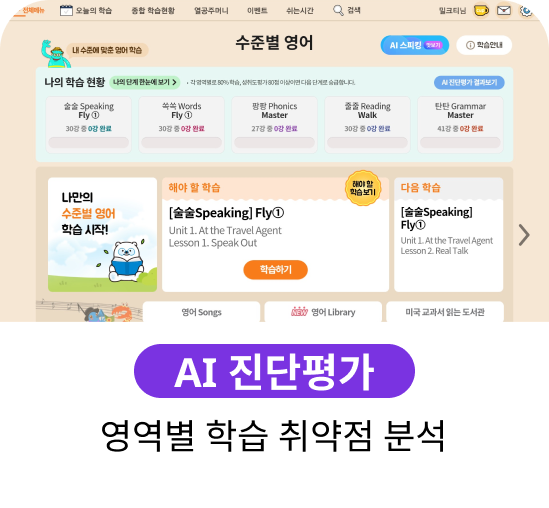 전체메뉴 오늘의 학습 종합 학습현황 열공주머니 이벤트 쉬는시간 검색 밀크티님
내 수준에 맞춘 영어 학습
수준별 영어
AI 스피킹 맛보기
학습안내
나의 학습 현황 나의 단계 한눈에 보기 > · 각 영역별로 80% 학습, 성취도평가 80점 이상이면 다음 단계로 승급합니다. AI 진단평가 결과보기
술술 Speaking
Fly ①
30강 중 0강 완료
쏙쏙 Words
Fly ①
30강 중 0강 완료
팡팡 Phonics
Master
27강 중 0강 완료
줄줄 Reading
Walk
30강 중 0강 완료
탄탄 Grammar
Master
41강 중 0강 완료
나만의
수준별 영어
학습 시작!
해야 할 학습
해야 할
학습 보기
[술술Speaking] Fly①
Unit 1. At the Travel Agent
Lesson 1. Speak Out
학습하기
다음 학습
[술술Speaking]
Fly①
Unit 1. At the Travel Agent
Lesson 2. Real Talk
영어 Songs
NEW 영어 Library
미국 교과서 읽는 도서관
AI 진단평가
영역별 학습 취약점 분석